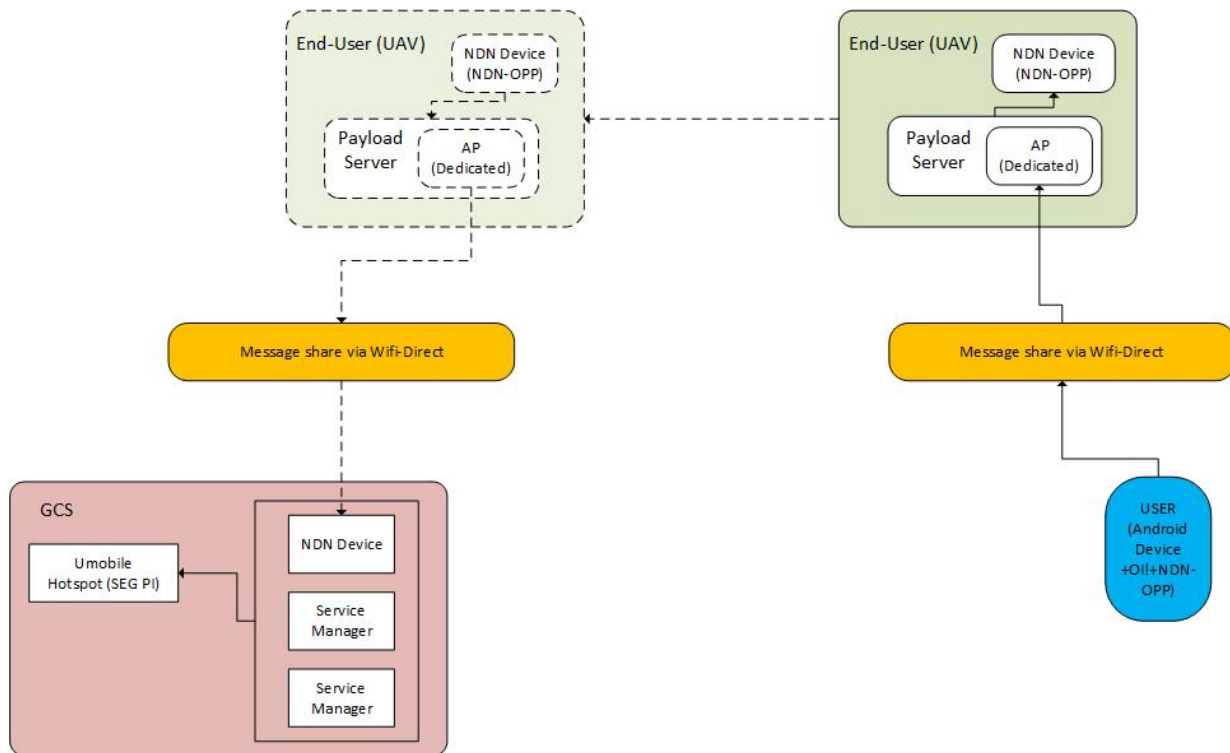 End-User (UAV)
NDN Device
(NDN-OPP)
Payload
Server
AP
(Dedicated)
End-User (UAV)
NDN Device
(NDN-OPP)
Payload
Server
AP
(Dedicated)
Message share via Wifi-Direct
Message share via Wifi-Direct
GCS
NDN Device
Umobile
Hotspot (SEG PI)
Service
Manager
Service
Manager
USER
(Android
Device
+OI!+NDN-
OPP)